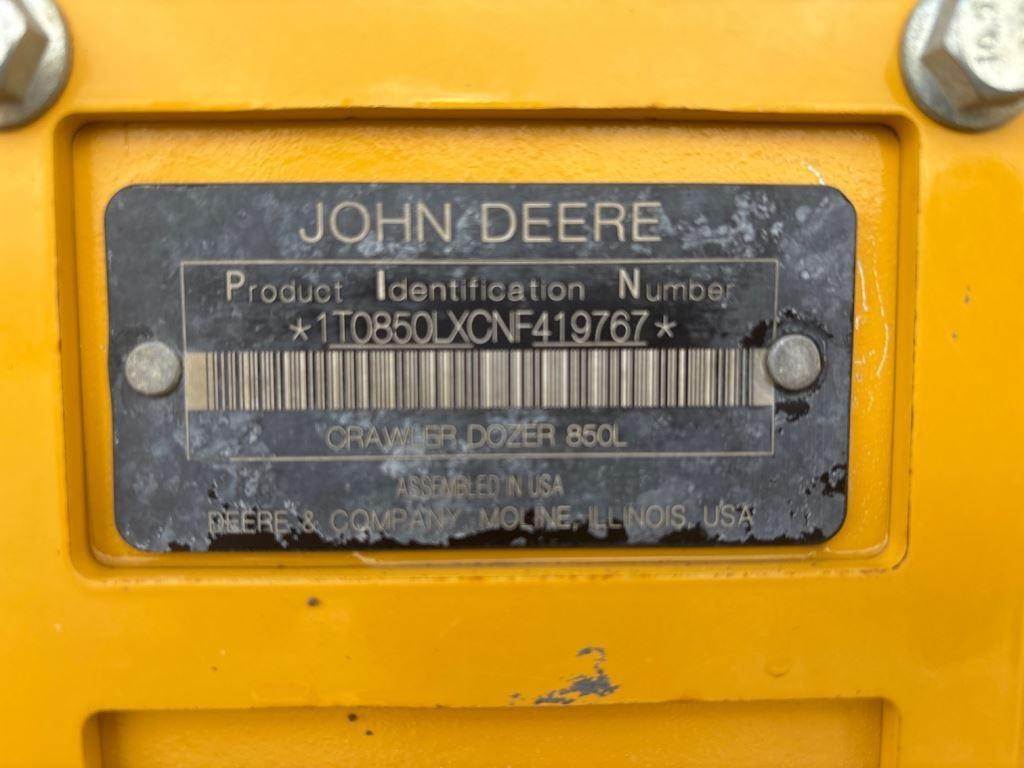 JOHN DEERE
Product Identification Number
*1T0850LXCNF419767*
CRAWLER DOZER 850L
ASSEMBLED IN USA
DEERE & COMPANY MOLINE, ILLINOIS USA